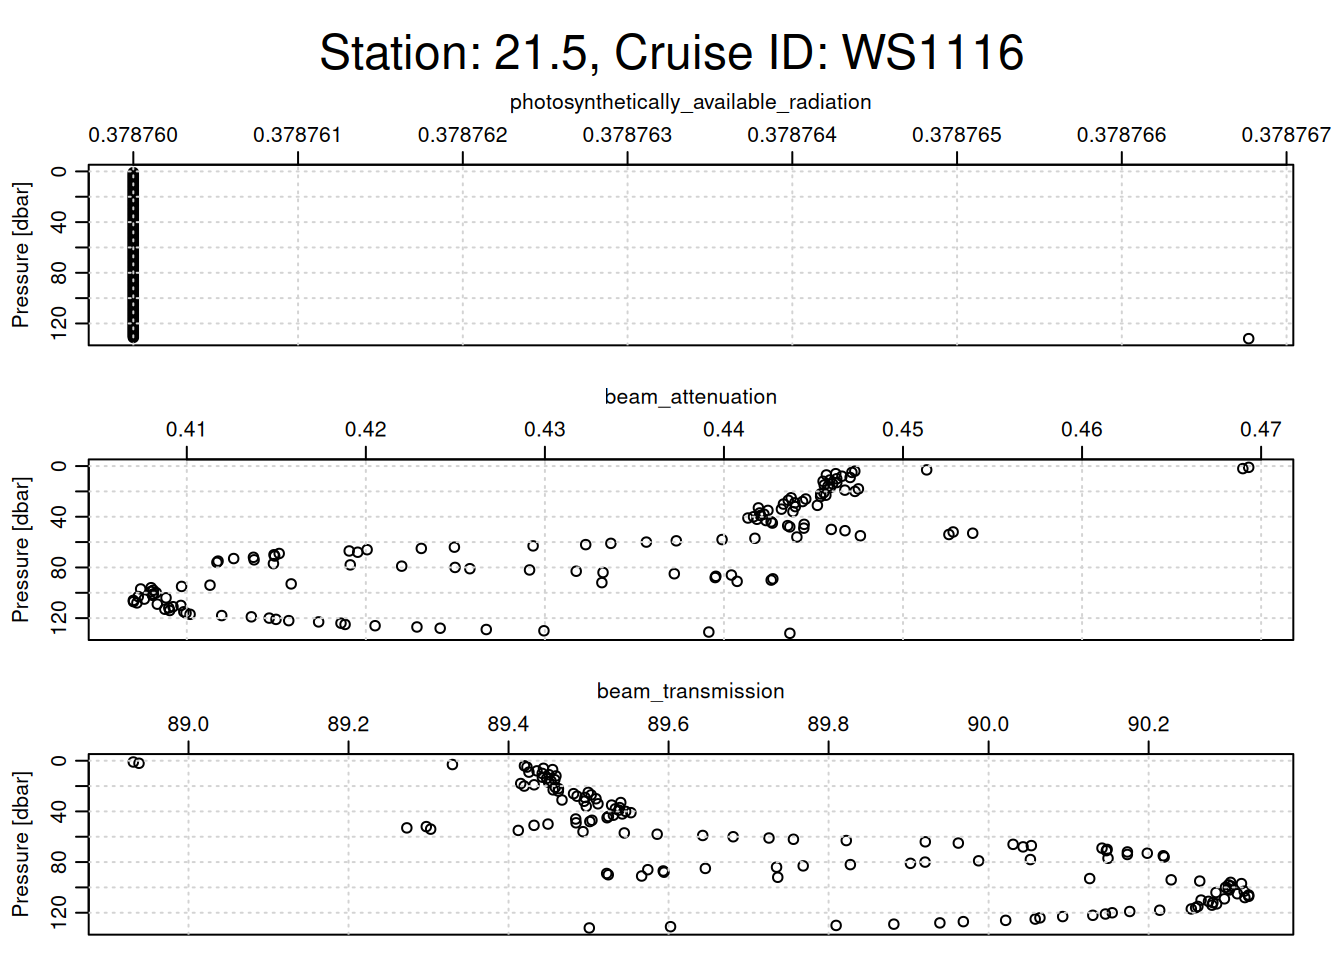 Station: 21.5, Cruise ID: WS1116
photosynthetically_available_radiation
0.378760 0.378761 0.378762 0.378763 0.378764 0.378765 0.378766 0.378767
Pressure [dbar]
0 40 80 120
beam_attenuation
0.41 0.42 0.43 0.44 0.45 0.46 0.47
Pressure [dbar]
0 40 80 120
beam_transmission
89.0 89.2 89.4 89.6 89.8 90.0 90.2
Pressure [dbar]
0 40 80 120